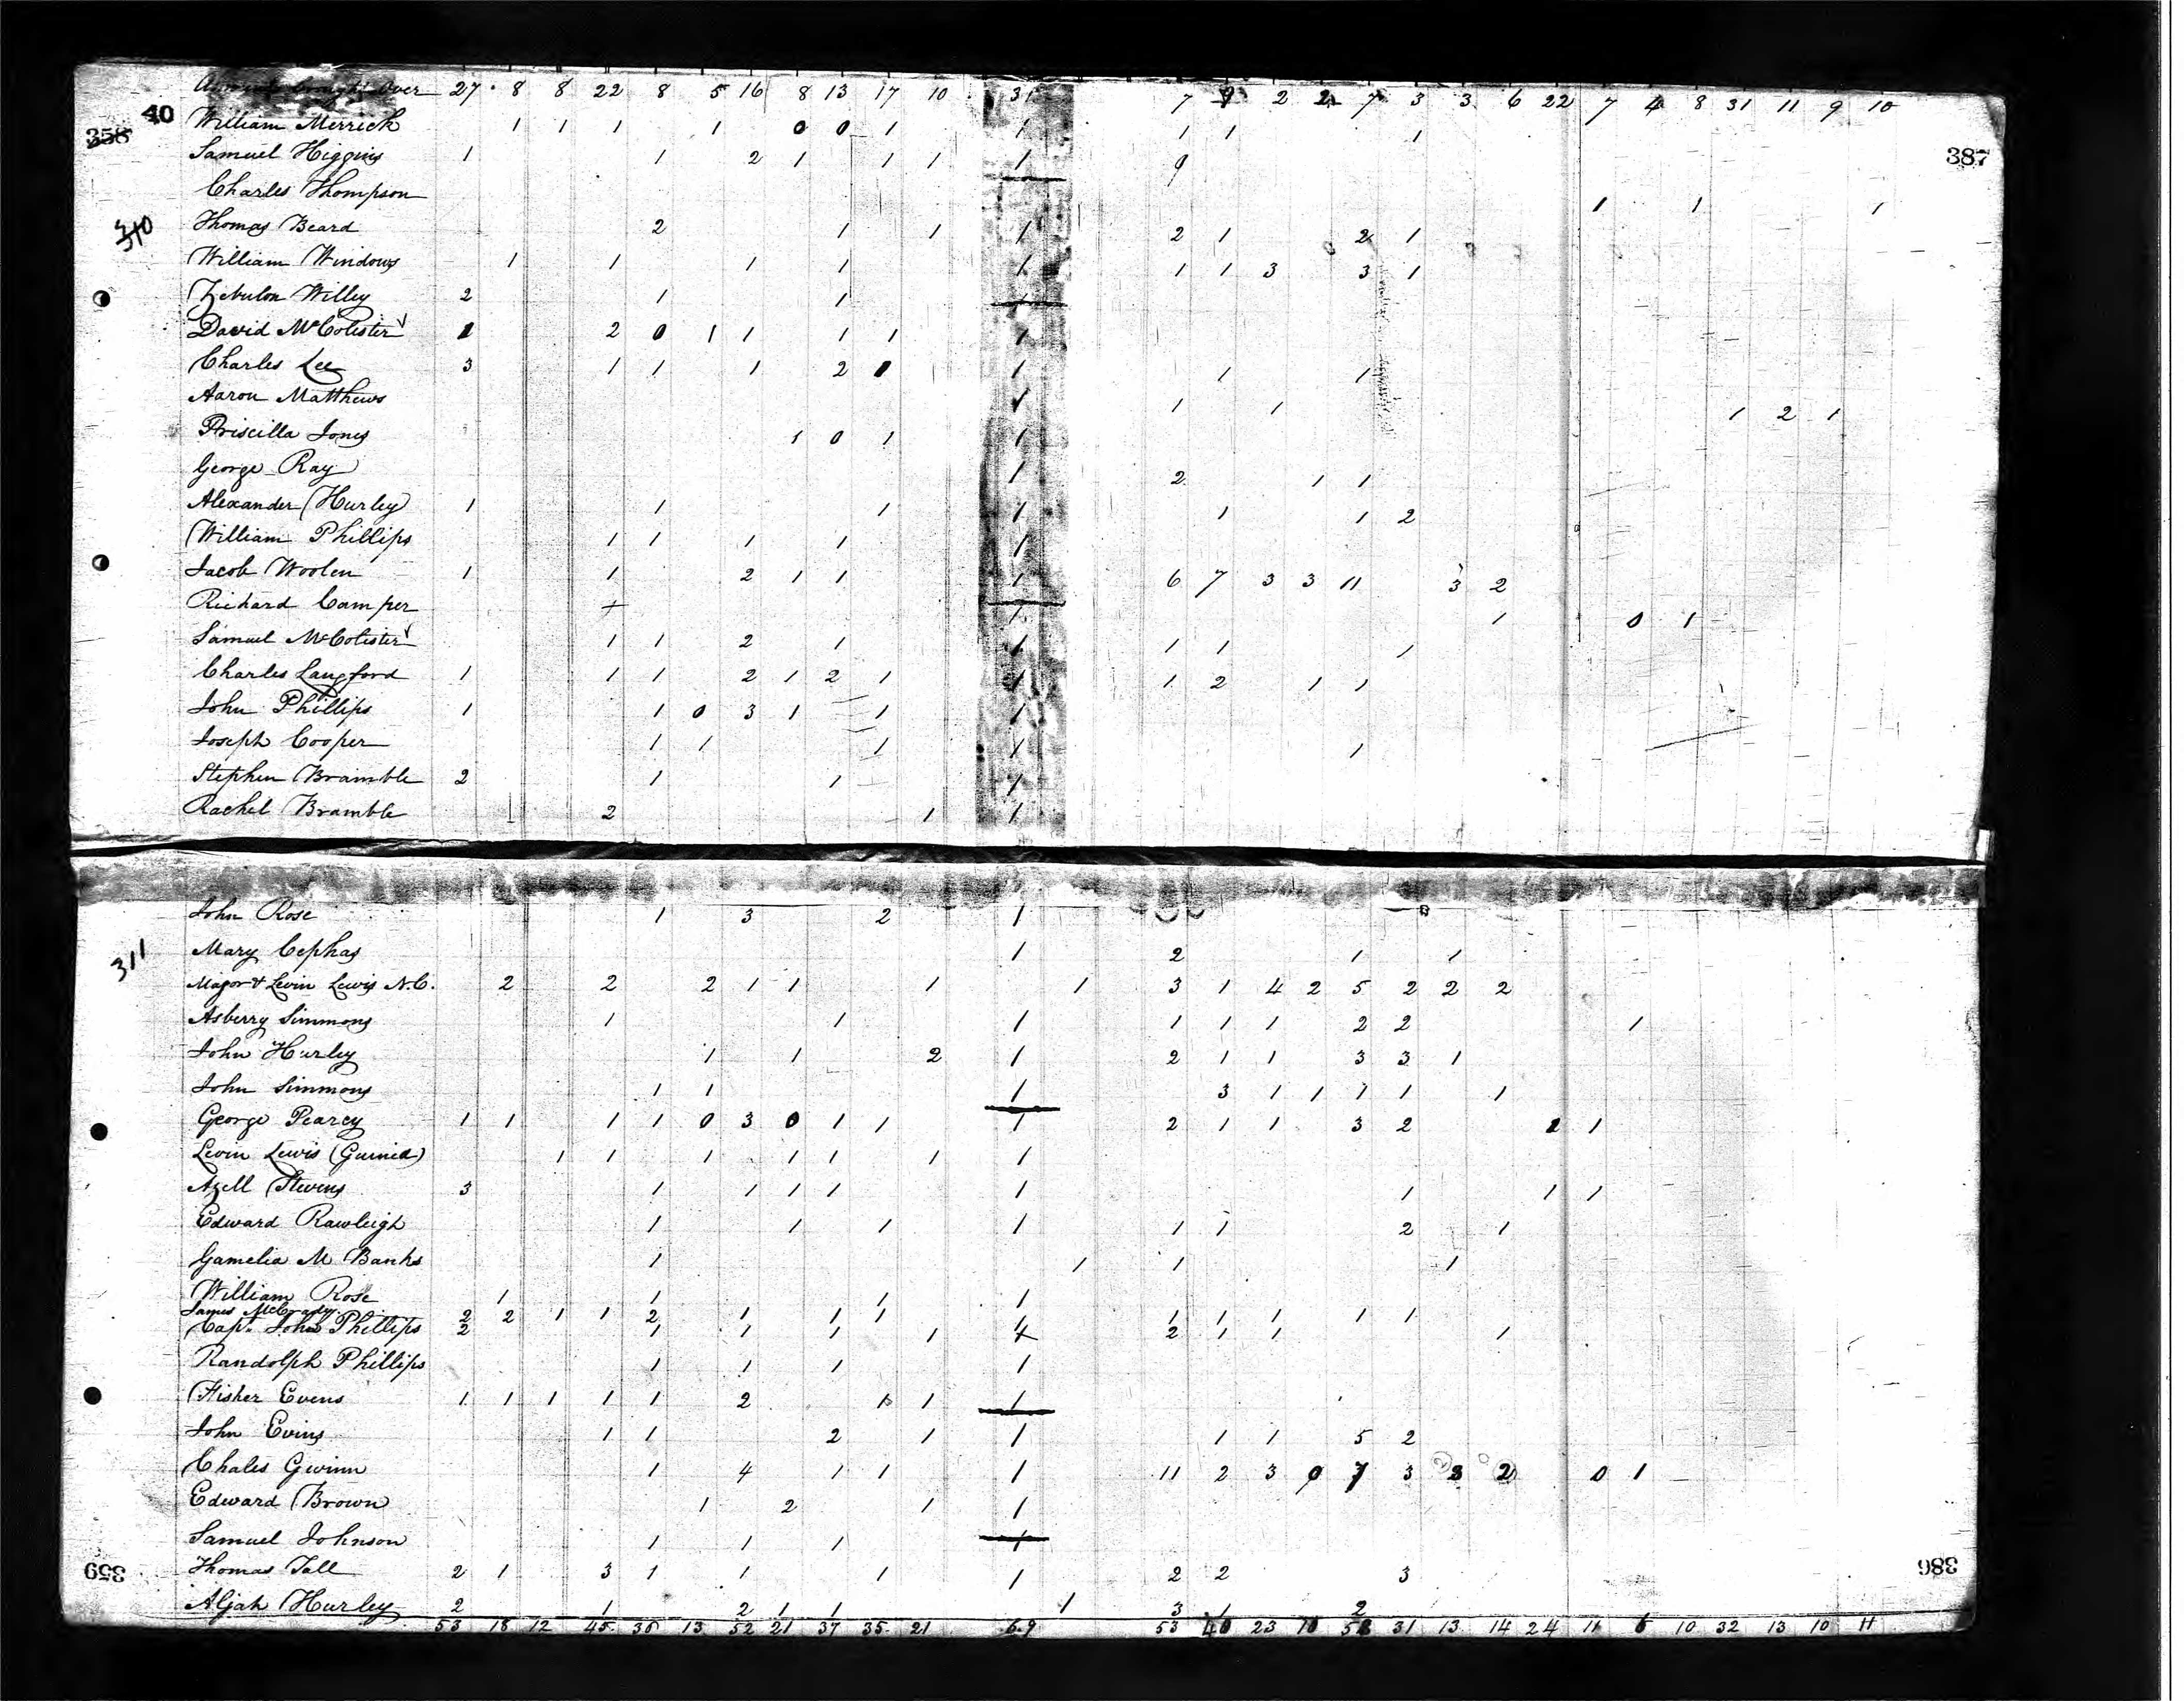 brought Over 27 8 8 22 8 5 16 8 13 17 10 31 7 9 2 2 7 3 3 6 22 7 4 8 31 11 9 10
40
358
387
William Merrick 1 1 1 1 0 0 1 1 1 1 1
Samuel Higgins 1 1 2 1 1 1 1 9
Charles Thompson 1 1 1
310
Thomas Beard 2 1 1 1 2 1 2 1
William Windows 1 1 1 1 1 1 1 3 3 1
Zebulon Willey 2 1 1 1
David McColister 1 2 0 1 1 1 1 1
Charles Lee 3 1 1 1 2 1 1 1
Aaron Matthews 1 1 1 1 2 1
Priscilla Jones 1 0 1 1
George Ray 1 2 1 1
Alexander Hurley 1 1 1 1 1 1 2
William Phillips 1 1 1 1 1
Jacob Woolen 1 1 2 1 1 1 6 7 3 3 11 3 2
Richard Camper + 1 1 0 1
Samuel McColister 1 1 2 1 1 1 1 1
Charles Langford 1 1 1 2 1 2 1 1 1 2 1 1
John Phillips 1 1 0 3 1 1 1
Joseph Cooper 1 1 1 1 1
Stephen Bramble 2 1 1 1
Rachel Bramble 1 2 1 1
John Rose 1 3 2 1
311
Mary Cephas 1 2 1 1
Major & Levin Lewis N.C. 2 2 2 1 1 1 1 3 1 4 2 5 2 2 2
Asberry Simmons 1 1 1 1 1 1 2 2 1
John Hurley 1 1 2 1 2 1 1 3 3 1
John Simmons 1 1 1 3 1 1 1 1 1
George Pearcy 1 1 1 1 0 3 0 1 1 1 2 1 1 3 2 1 1
Levin Lewis (Guinea) 1 1 1 1 1 1 1
Azell Stevens 3 1 1 1 1 1 1 1 1
Edward Rawleigh 1 1 1 1 1 1 2 1
Gamelia M Banks 1 1 1 1
William Rose 1 1 1 1
James McCrady 2 2 1 1 2 1 1 1 1 1 1 1 1 1
Capt. John Phillips 2 1 1 1 1 + 2 1 1 1
Randolph Phillips 1 1 1 1
Fisher Evens 1 1 1 1 1 2 1 1 1
John Evins 1 1 2 1 1 1 1 5 2
Chales Gwinn 1 4 1 1 1 11 2 3 0 7 3 3 2 0 1
Edward Brown 1 2 1 1
Samuel Johnson 1 1 1 1
359
386
Thomas Tall 2 1 3 1 1 1 1 2 2 3
Aljah Hurley 2 1 2 1 1 1 3 1 2
53 18 12 45 36 13 52 21 37 35 21 69 53 40 23 10 58 31 13 14 24 11 6 10 32 13 10 11